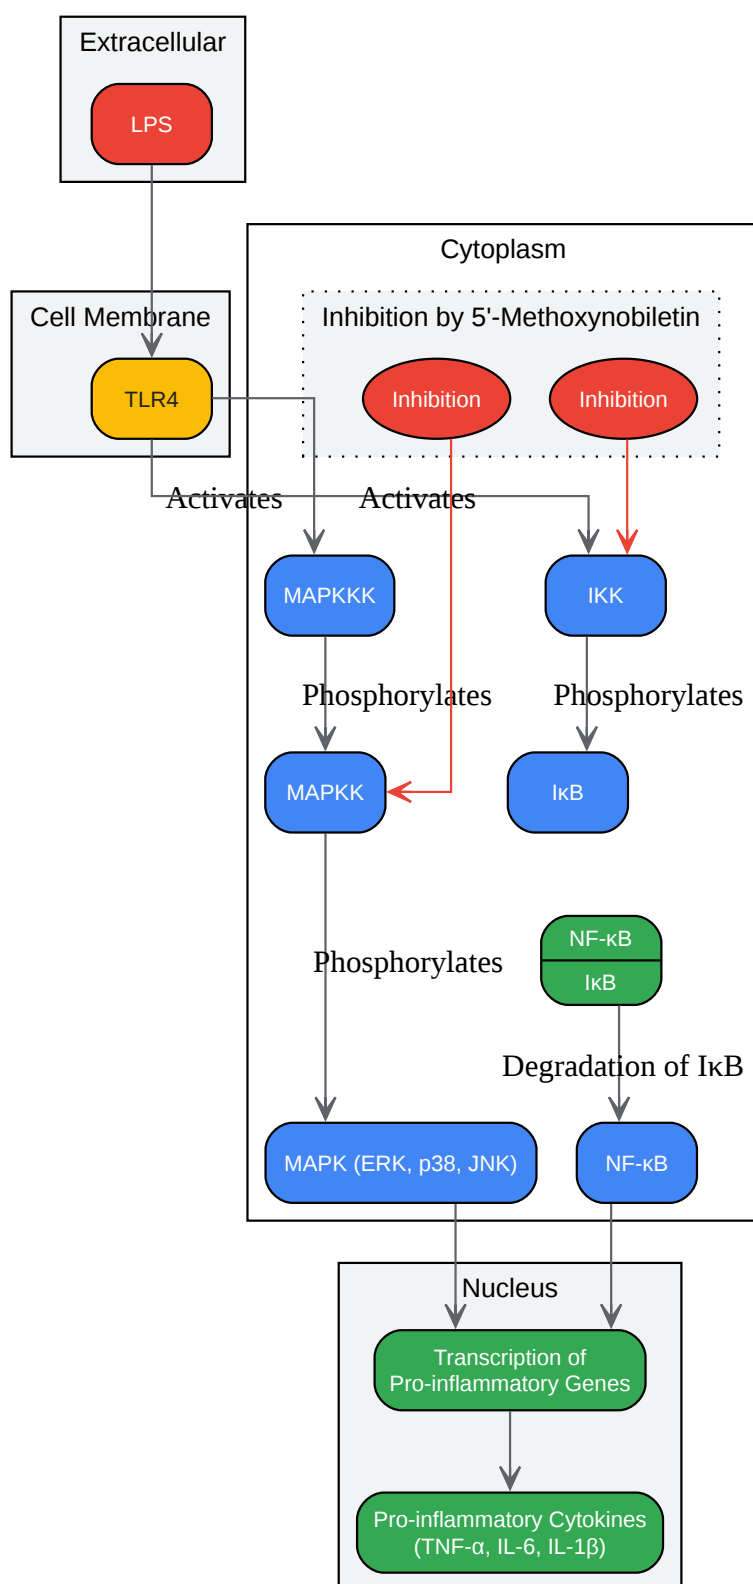 Extracellular
LPS
Cytoplasm
Cell Membrane
Inhibition by 5'-Methoxynobiletin
TLR4
Inhibition
Inhibition
Activates
Activates
MAPKKK
IKK
Phosphorylates
Phosphorylates
MAPKK
IκB
NF-κB
IκB
Phosphorylates
Degradation of IκB
MAPK (ERK, p38, JNK)
NF-κB
Nucleus
Transcription of
Pro-inflammatory Genes
Pro-inflammatory Cytokines
(TNF-α, IL-6, IL-1β)